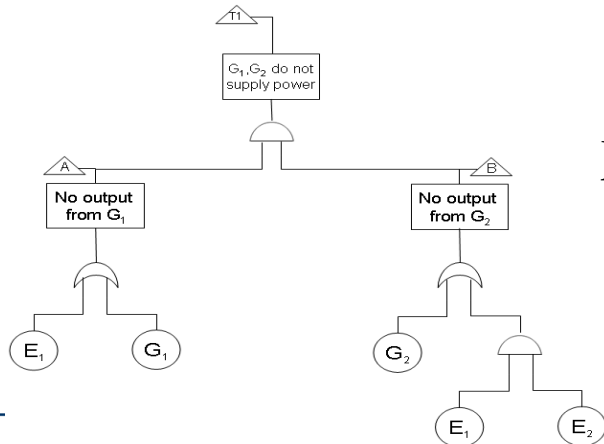 T1
G₁,G₂ do not
supply power
A
B
No output
from G₁
No output
from G₂
E₁
G₁
G₂
E₁
E₂